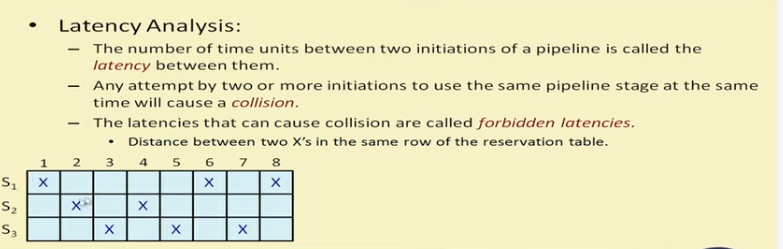 • Latency Analysis:
– The number of time units between two initiations of a pipeline is called the
latency between them.
– Any attempt by two or more initiations to use the same pipeline stage at the same
time will cause a collision.
– The latencies that can cause collision are called forbidden latencies.
• Distance between two X's in the same row of the reservation table.
1 2 3 4 5 6 7 8
S1 X X X
S2 X X
S3 X X X